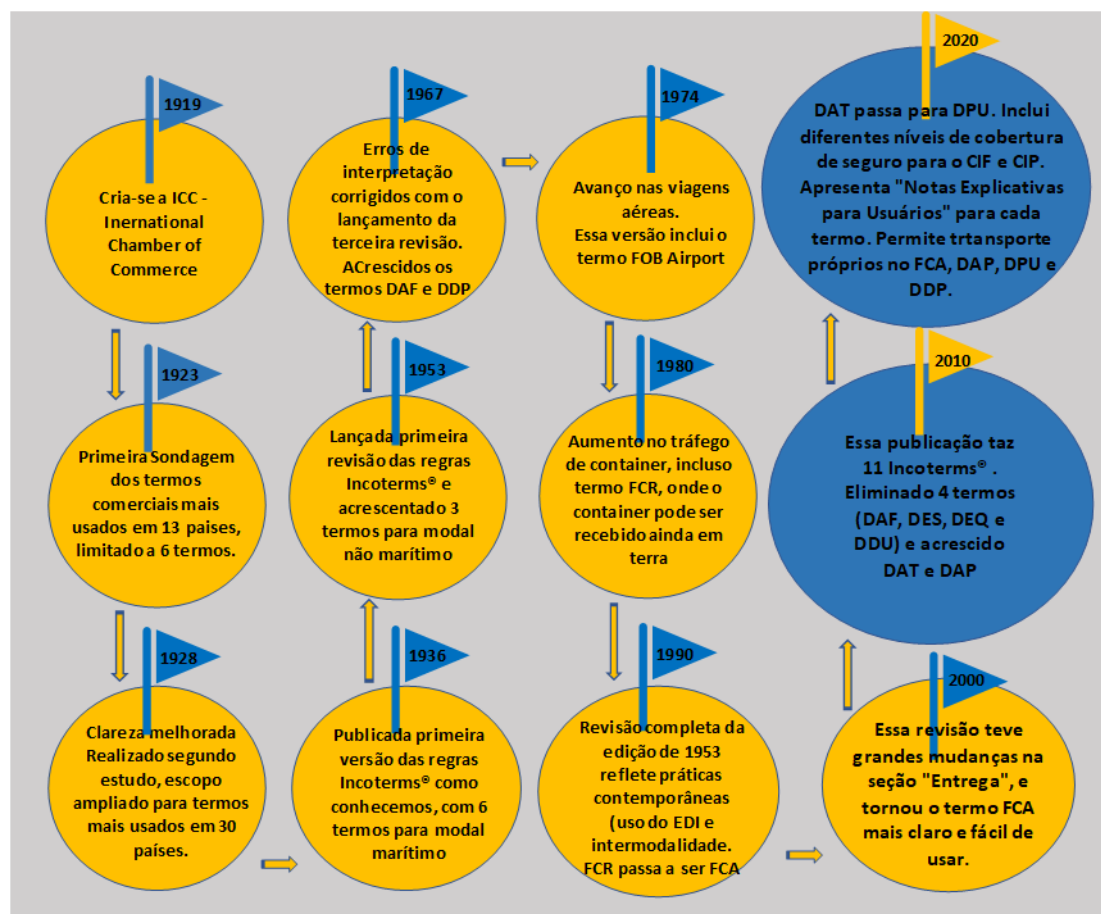 1919
Cria-se a ICC -
Inernational
Chamber of
Commerce
1923
Primeira Sondagem
dos termos
comerciais mais
usados em 13 paises,
limitado a 6 termos.
1928
Clareza melhorada
Realizado segundo
estudo, escopo
ampliado para termos
mais usados em 30
países.
1936
Publicada primeira
versão das regras
Incoterms® como
conhecemos, com 6
termos para modal
marítimo
1953
Lançada primeira
revisão das regras
Incoterms® e
acrescentado 3
termos para modal
não marítimo
1967
Erros de
interpretação
corrigidos com o
lançamento da
terceira revisão.
ACrescidos os
termos DAF e DDP
1974
Avanço nas viagens
aéreas.
Essa versão inclui o
termo FOB Airport
1980
Aumento no tráfego
de container, incluso
termo FCR, onde o
container pode ser
recebido ainda em
terra
1990
Revisão completa da
edição de 1953
reflete práticas
contemporâneas
(uso do EDI e
intermodalidade.
FCR passa a ser FCA
2000
Essa revisão teve
grandes mudanças na
seção "Entrega", e
tornou o termo FCA
mais claro e fácil de
usar.
2010
Essa publicação taz
11 Incoterms® .
Eliminado 4 termos
(DAF, DES, DEQ e
DDU) e acrescido
DAT e DAP
2020
DAT passa para DPU. Inclui
diferentes níveis de cobertura
de seguro para o CIF e CIP.
Apresenta "Notas Explicativas
para Usuários" para cada
termo. Permite trtansporte
próprios no FCA, DAP, DPU e
DDP.